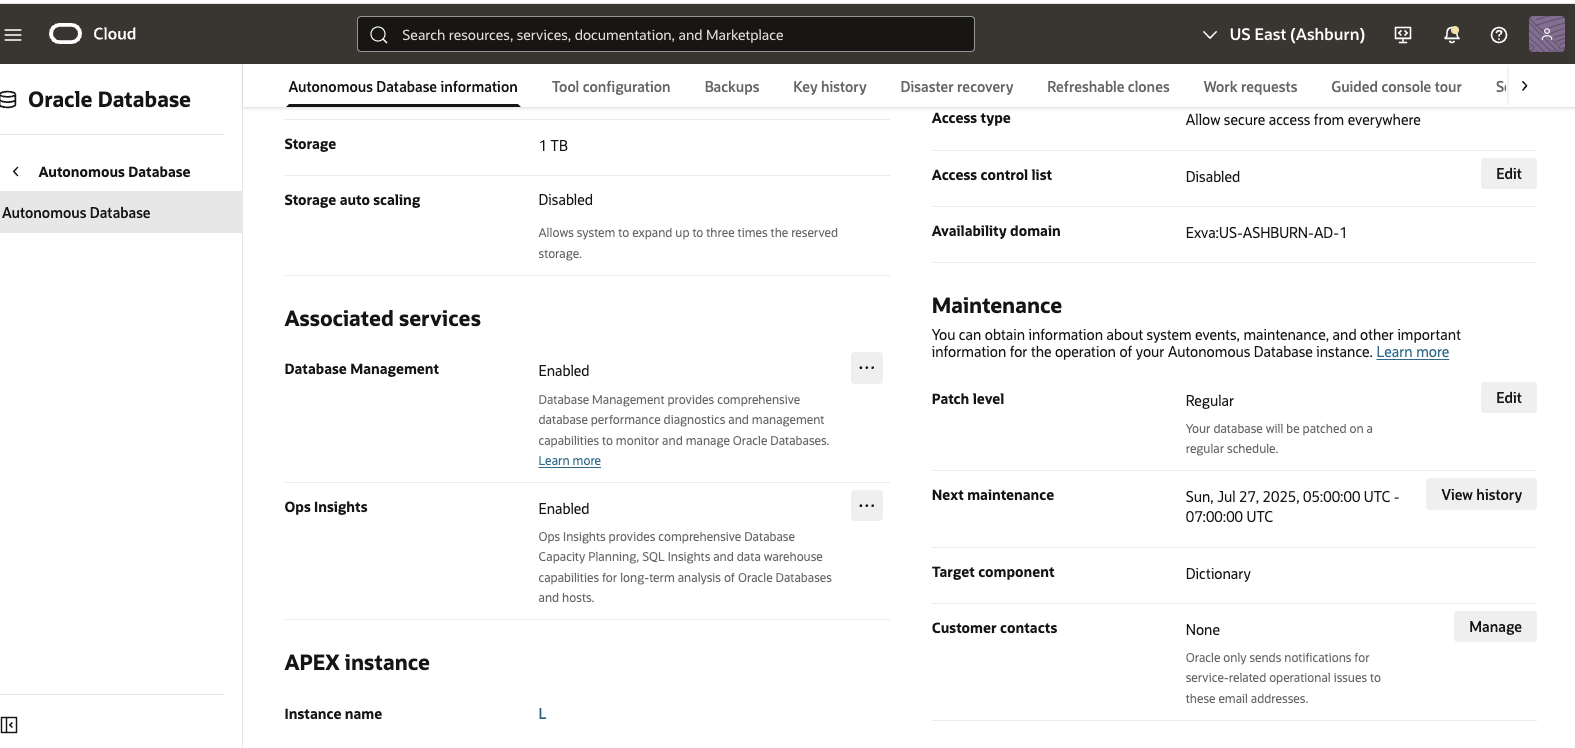 Cloud
Search resources, services, documentation, and Marketplace
US East (Ashburn)
Oracle Database
Autonomous Database
Autonomous Database
Autonomous Database information
Tool configuration
Backups
Key history
Disaster recovery
Refreshable clones
Work requests
Guided console tour
Storage
1 TB
Storage auto scaling
Disabled
Allows system to expand up to three times the reserved
storage.
Associated services
Database Management
Enabled
...
Database Management provides comprehensive
database performance diagnostics and management
capabilities to monitor and manage Oracle Databases.
Learn more
Ops Insights
Enabled
...
Ops Insights provides comprehensive Database
Capacity Planning, SQL Insights and data warehouse
capabilities for long-term analysis of Oracle Databases
and hosts.
APEX instance
Instance name
L
Access type
Allow secure access from everywhere
Access control list
Disabled
Edit
Availability domain
Exva:US-ASHBURN-AD-1
Maintenance
You can obtain information about system events, maintenance, and other important
information for the operation of your Autonomous Database instance. Learn more
Patch level
Regular
Edit
Your database will be patched on a
regular schedule.
Next maintenance
Sun, Jul 27, 2025, 05:00:00 UTC -
07:00:00 UTC
View history
Target component
Dictionary
Customer contacts
None
Manage
Oracle only sends notifications for
service-related operational issues to
these email addresses.